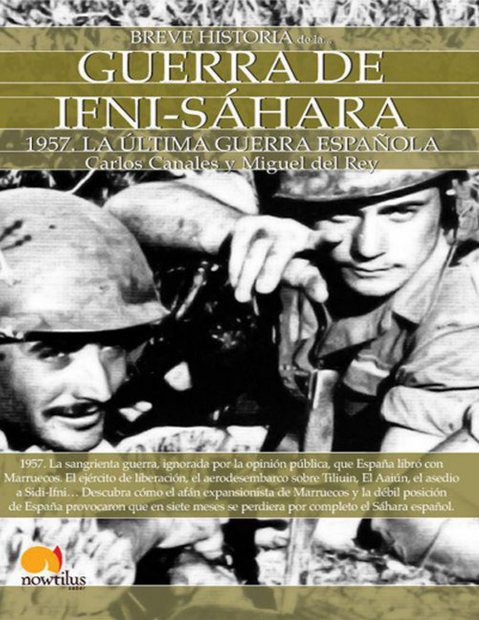 BREVE HISTORIA de la...
GUERRA DE
IFNI-SÁHARA
1957. LA ÚLTIMA GUERRA ESPAÑOLA
Carlos Canales y Miguel del Rey
1957. La sangrienta guerra, ignorada por la opinión pública, que España libró con
Marruecos. El ejército de liberación, el aerodesembarco sobre Tiliuin, El Aaiún, el asedio
a Sidi-Ifni... Descubra cómo el afán expansionista de Marruecos y la débil posición
de España provocaron que en siete meses se perdiera por completo el Sáhara español.
nowtilus
saber